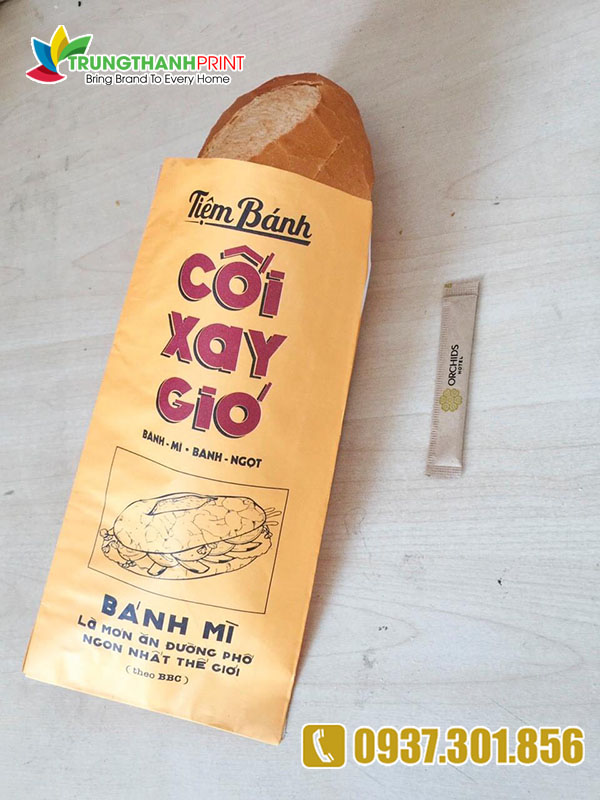 TRUNGTHANHPRINT
Bring Brand To Every Home
Tiệm Bánh
CỐI
XAY
GIÓ
BÁNH-MÌ • BÁNH-NGỌT
BÁNH MÌ
Là MÓN ĂN ĐƯỜNG PHỐ
NGON NHẤT THẾ GIỚI
(theo BBC)
ORCHIDS
HOTEL
0937.301.856